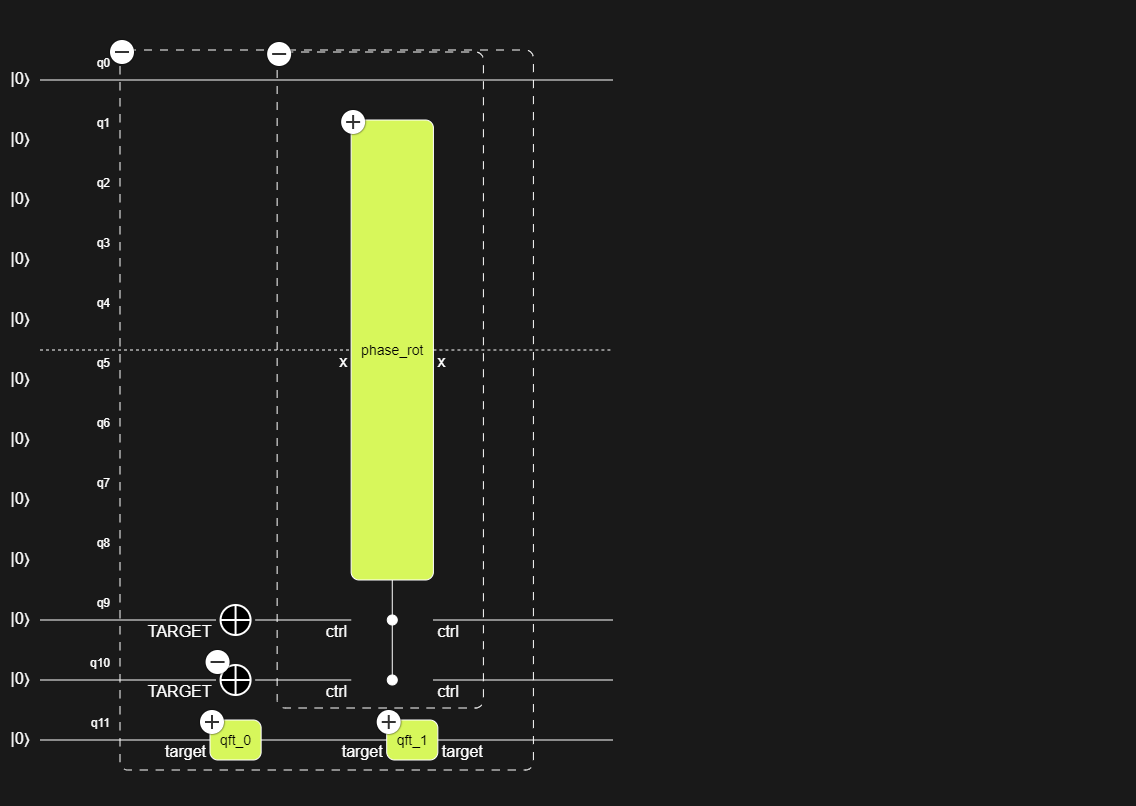 q0
|0⟩
q1
|0⟩
q2
|0⟩
q3
|0⟩
q4
|0⟩
phase_rot
x x
q5
|0⟩
q6
|0⟩
q7
|0⟩
q8
|0⟩
q9
|0⟩
TARGET ctrl ctrl
q10
|0⟩
TARGET ctrl ctrl
q11
|0⟩ qft_0 qft_1
target target target